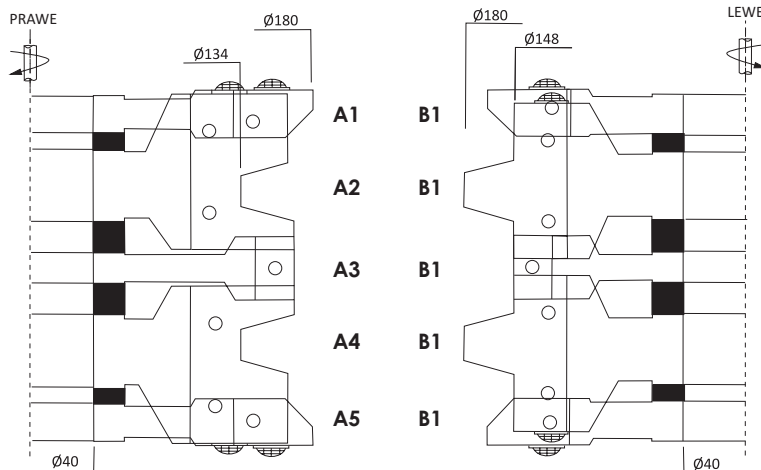 PRAWE
LEWE
Ø180
Ø180
Ø134
Ø148
A1 B1
A2 B1
A3 B1
A4 B1
A5 B1
Ø40
Ø40